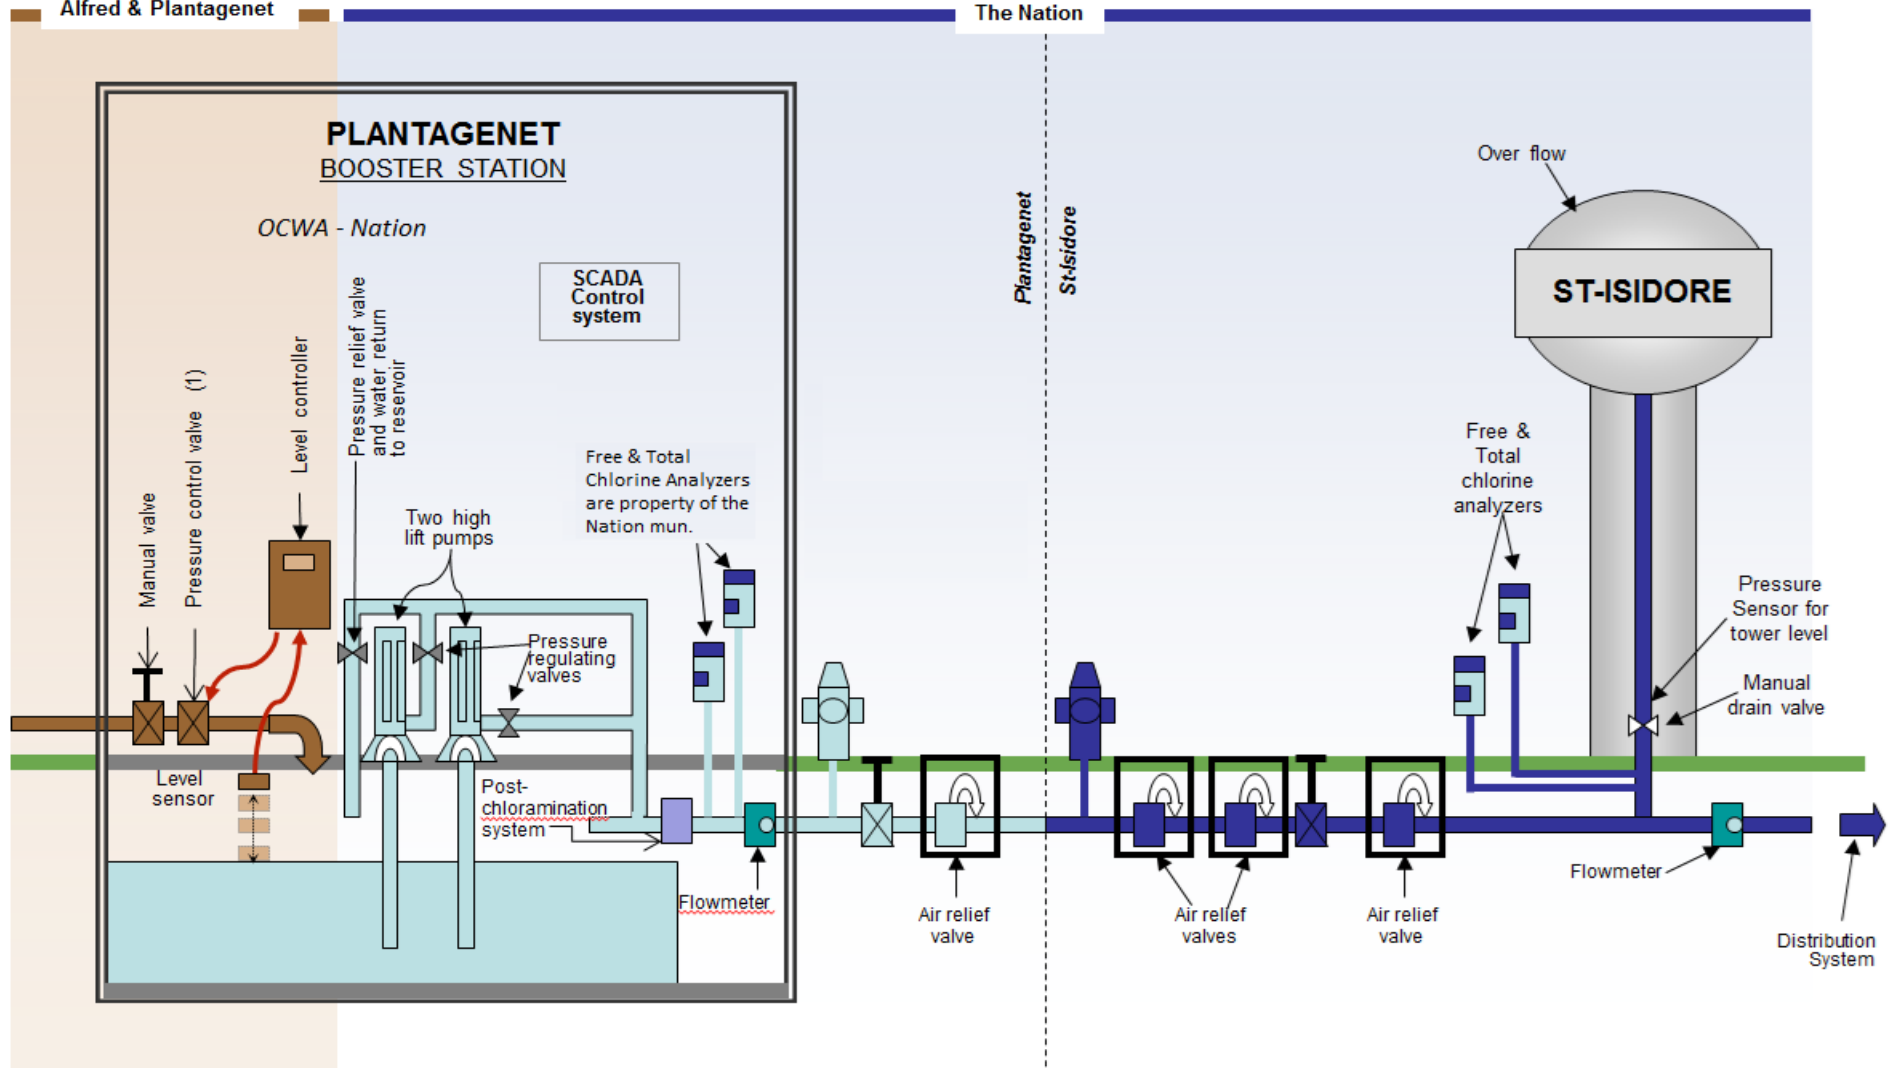 Alfred & Plantagenet
The Nation
PLANTAGENET
BOOSTER STATION
OCWA - Nation
SCADA
Control
system
Plantagenet
St-Isidore
Over flow
ST-ISIDORE
Manual valve
Pressure control valve (1)
Level controller
Pressure relief valve
and water return
to reservoir
Two high
lift pumps
Free & Total
Chlorine Analyzers
are property of the
Nation mun.
Pressure
regulating
valves
Free &
Total
chlorine
analyzers
Pressure
Sensor for
tower level
Manual
drain valve
Level
sensor
Post-
chloramination
system
Flowmeter
Air relief
valve
Air relief
valves
Air relief
valve
Flowmeter
Distribution
System